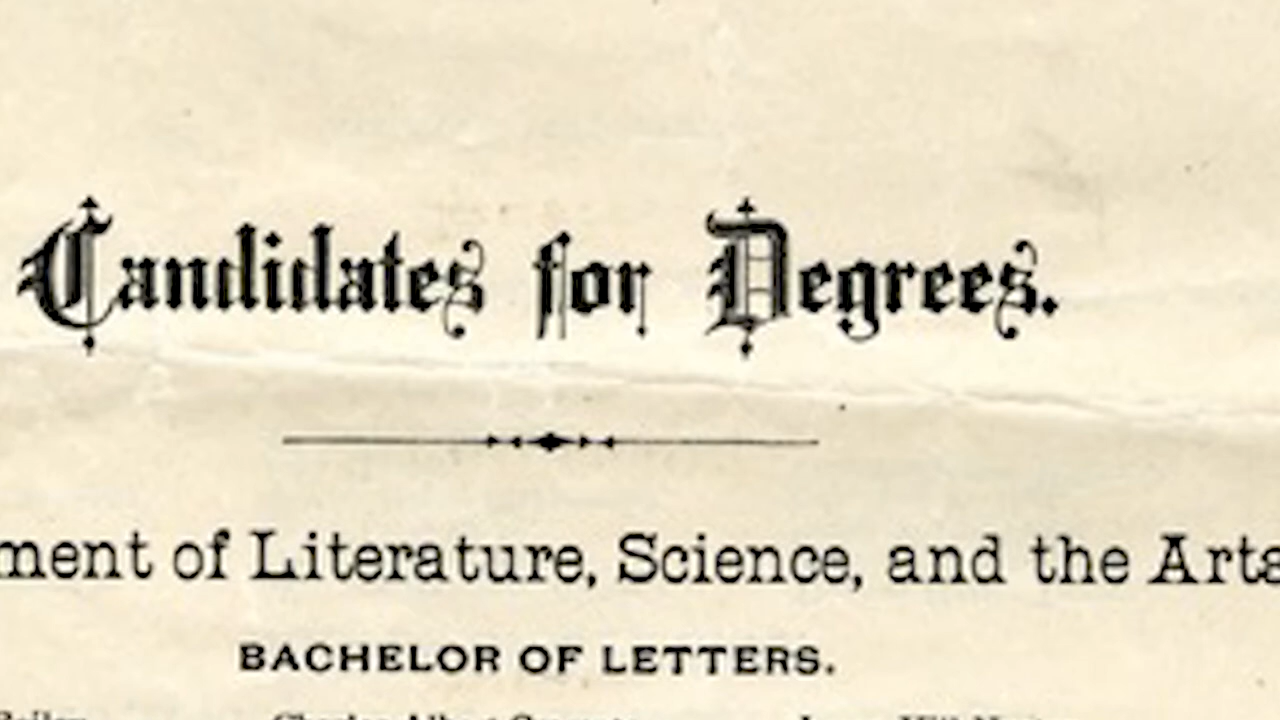 Candidates for Degrees.
ment of Literature, Science, and the Arts
BACHELOR OF LETTERS.